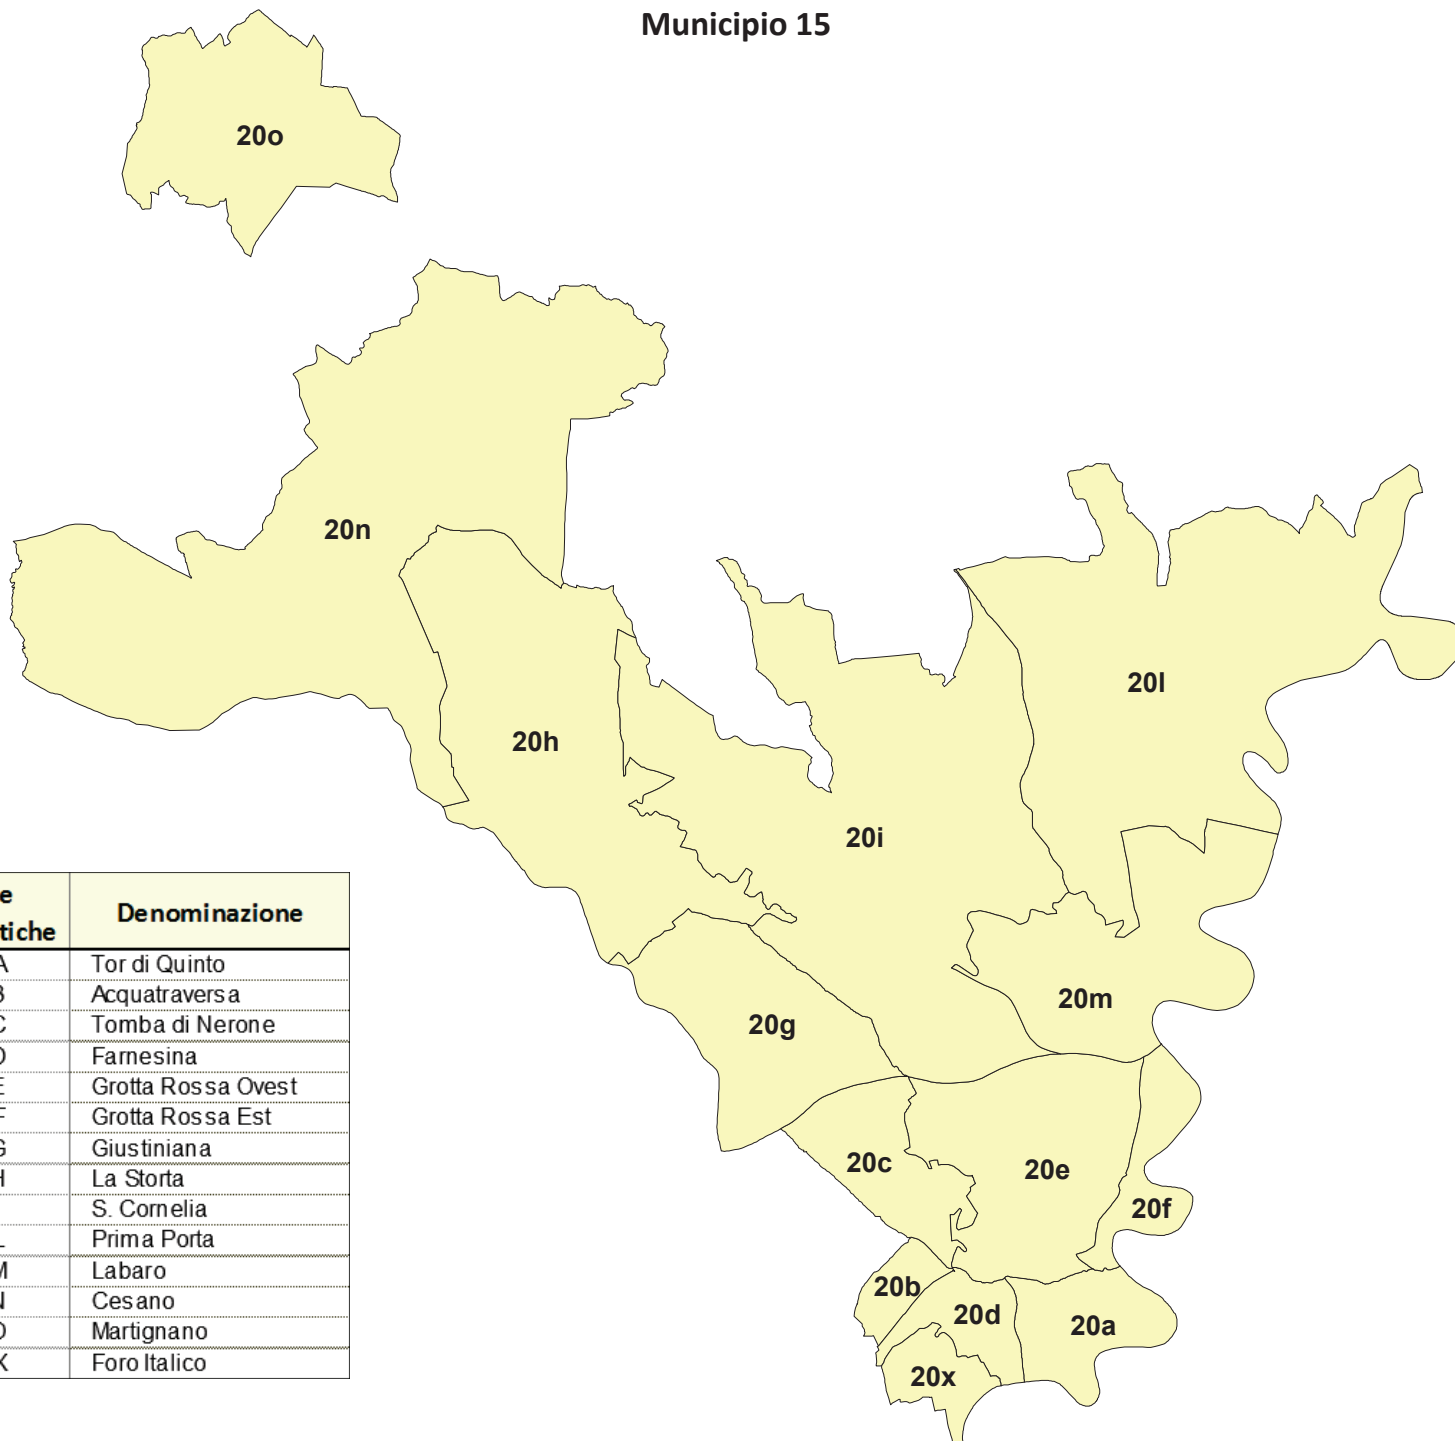 Municipio 15
20o
20n
20l
20h
20i
20m
20g
20c
20e
20f
20b
20d
20a
20x
e
tiche Denominazione
A Tor di Quinto
B Acquatraversa
C Tomba di Nerone
D Farnesina
E Grotta Rossa Ovest
F Grotta Rossa Est
G Giustiniana
H La Storta
S. Cornelia
L Prima Porta
M Labaro
N Cesano
O Martignano
X Foro Italico